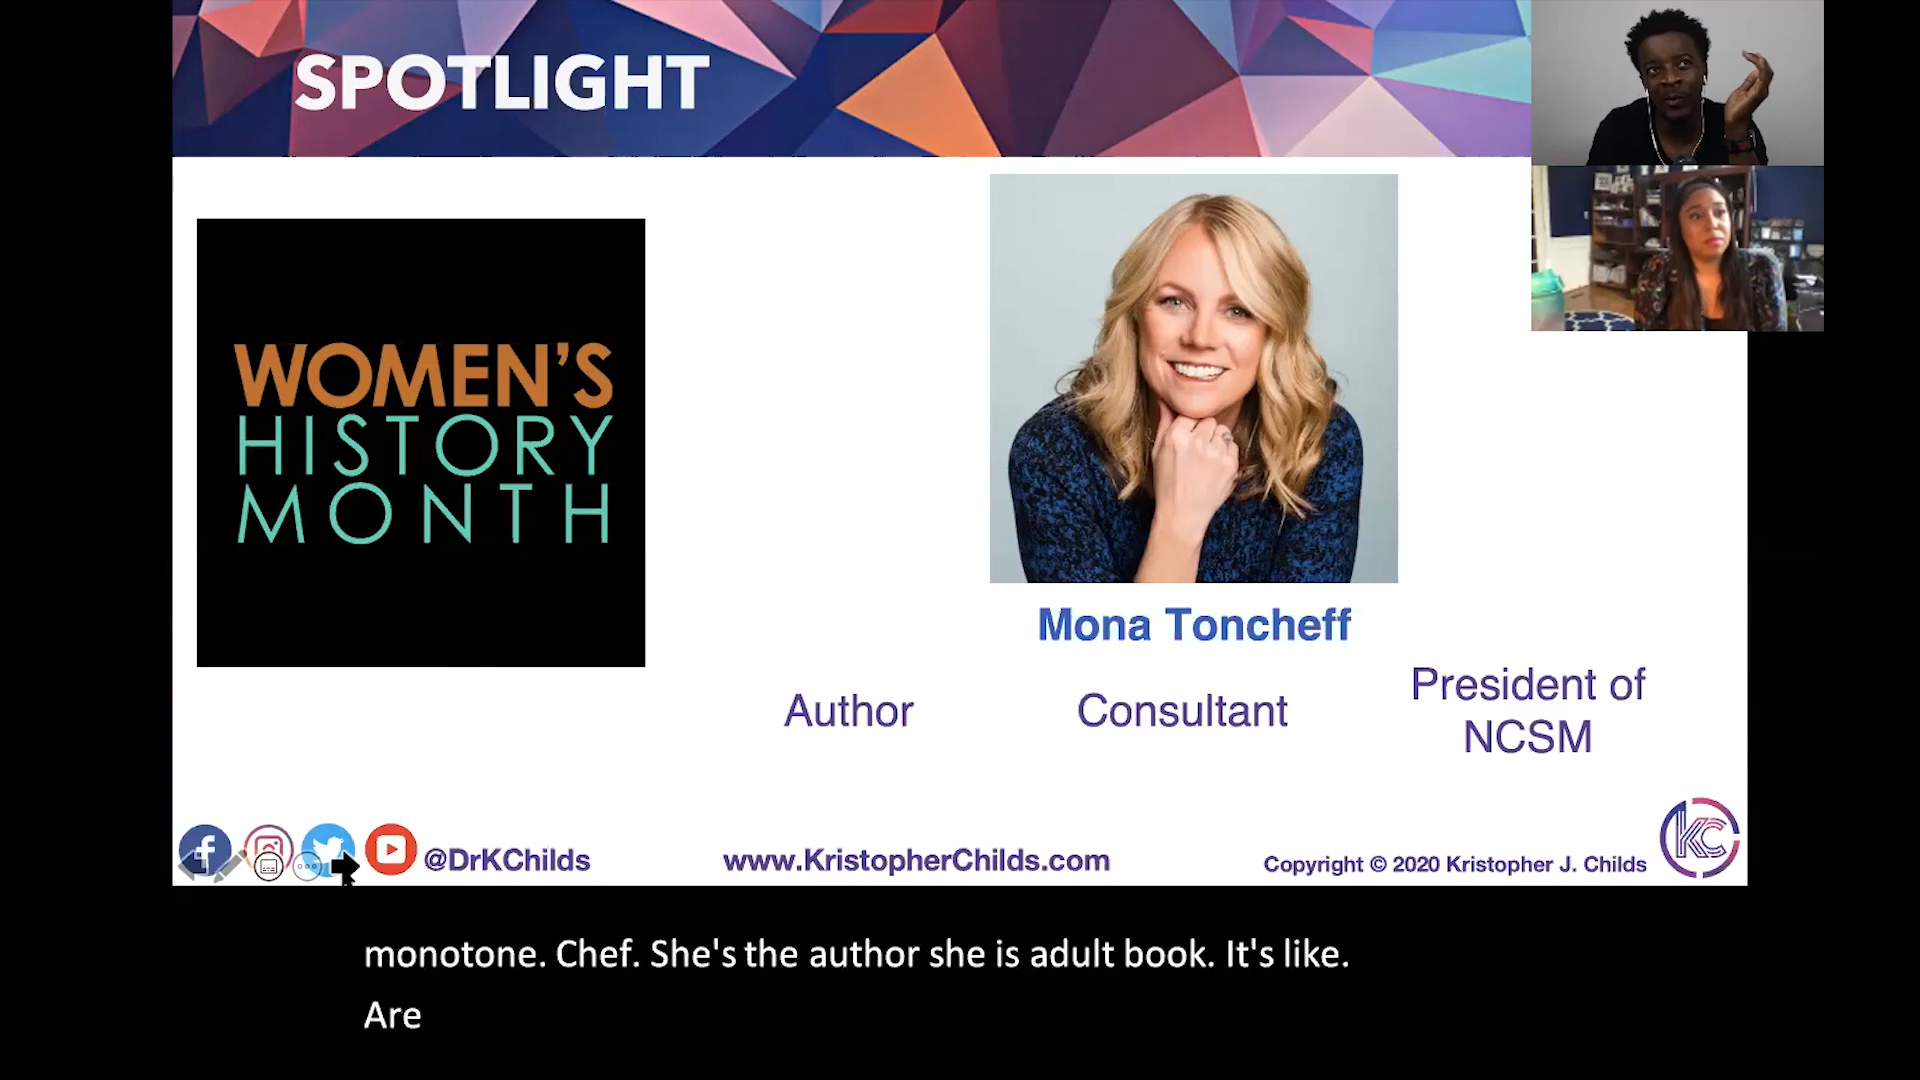 SPOTLIGHT
WOMEN'S
HISTORY
MONTH
Mona Toncheff
Author
Consultant
President of
NCSM
@DrKChilds
www.KristopherChilds.com
Copyright © 2020 Kristopher J. Childs
KC
monotone. Chef. She's the author she is adult book. It's like.
Are